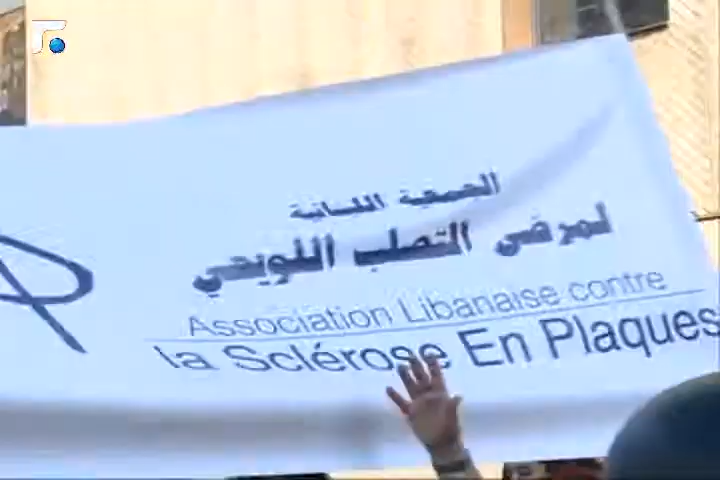 الجمعية اللبنانية
لمرضى التصلب اللويحي
Association Libanaise contre
la Sclérose En Plaques